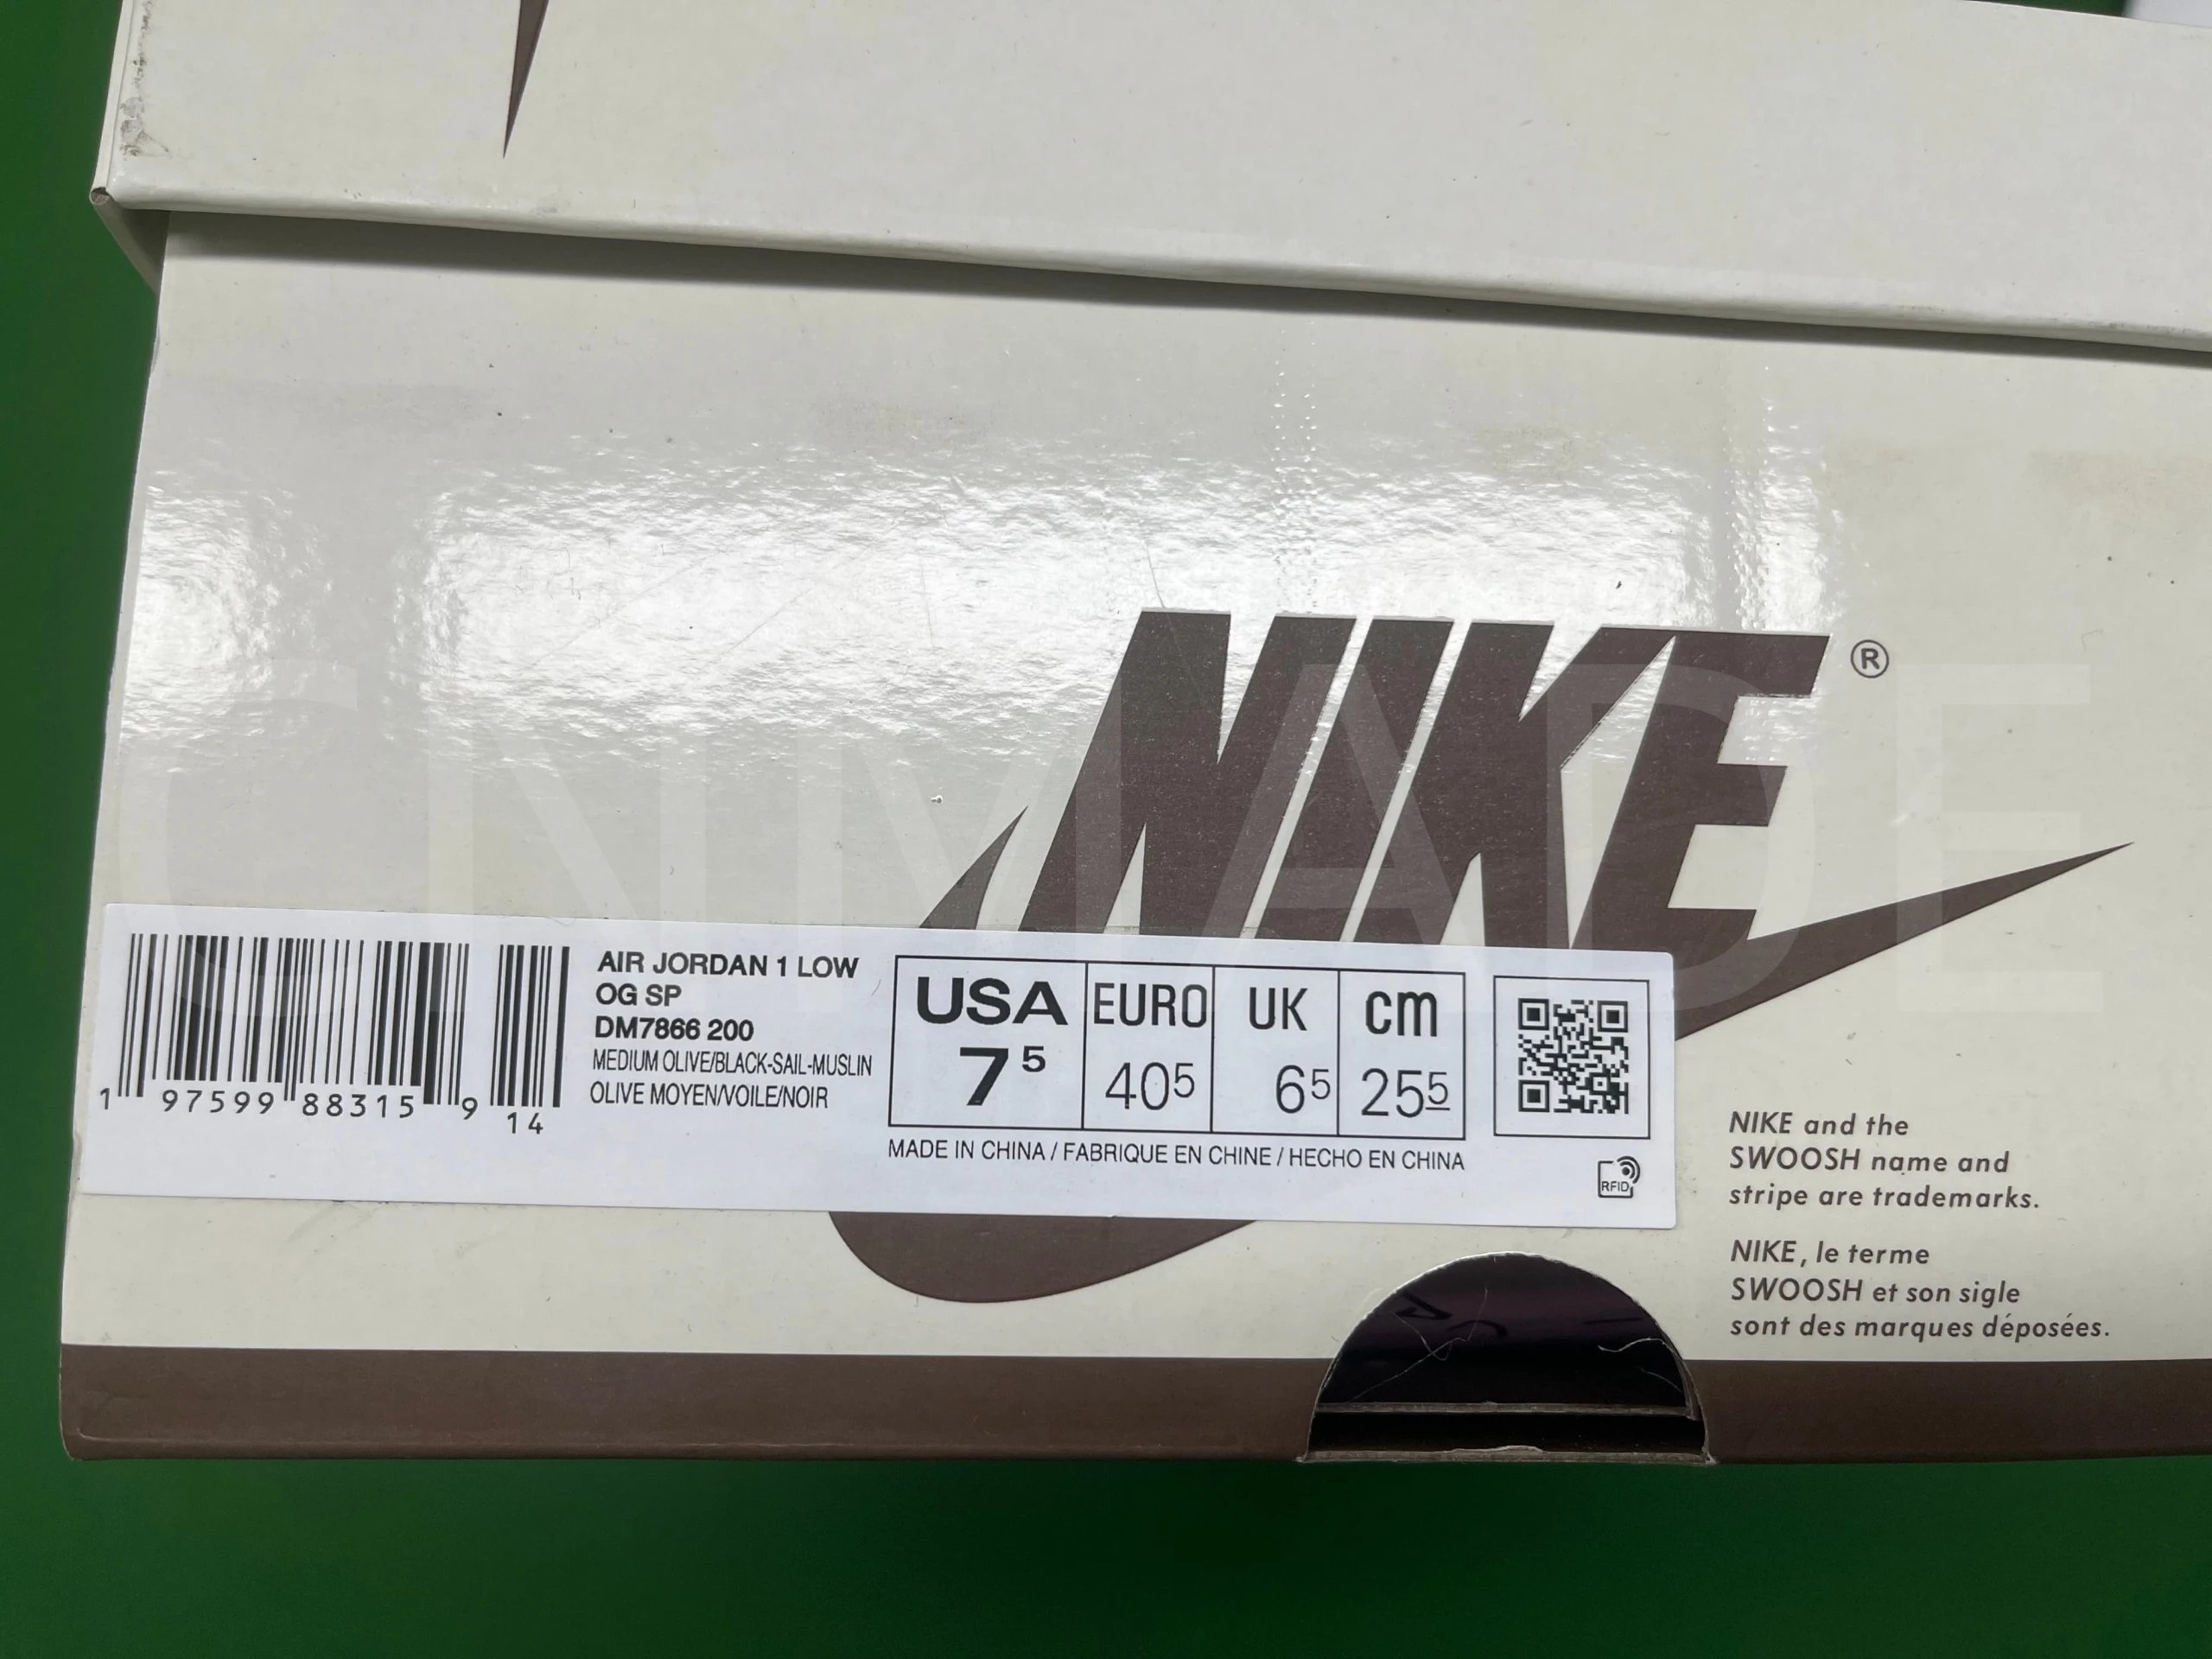 NIKE®
CNMADE
AIR JORDAN 1 LOW
OG SP
DM7866 200
MEDIUM OLIVE/BLACK-SAIL-MUSLIN
OLIVE MOYEN/VOILE/NOIR
1 97599 88315 9 14
USA EURO UK cm
7⁵ 40⁵ 6⁵ 25⁵
MADE IN CHINA / FABRIQUE EN CHINE / HECHO EN CHINA
RFID
NIKE and the
SWOOSH name and
stripe are trademarks.
NIKE, le terme
SWOOSH et son sigle
sont des marques déposées.